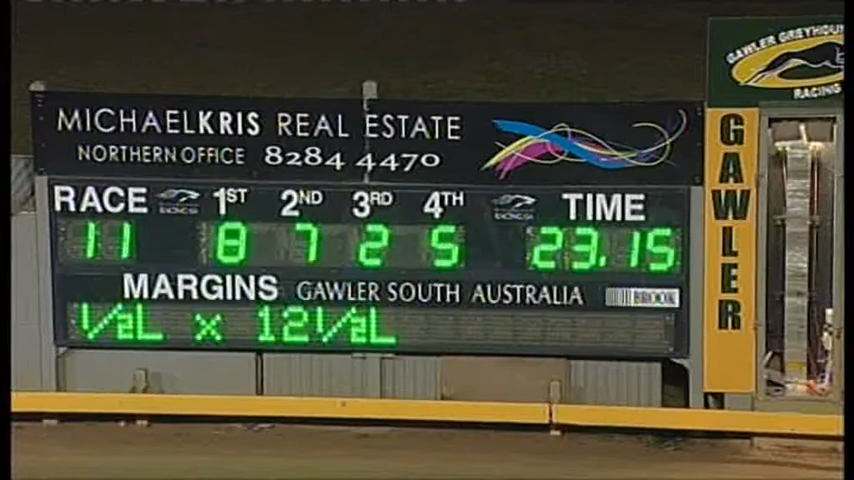 GAWLER GREYHOUND
RACING
MICHAELKRIS REAL ESTATE
NORTHERN OFFICE 8284 4470
RACE 1ST 2ND 3RD 4TH TIME
11 8 7 2 5 23.15
MARGINS GAWLER SOUTH AUSTRALIA BROOK
1/2L x 12 1/2L
GAWLER